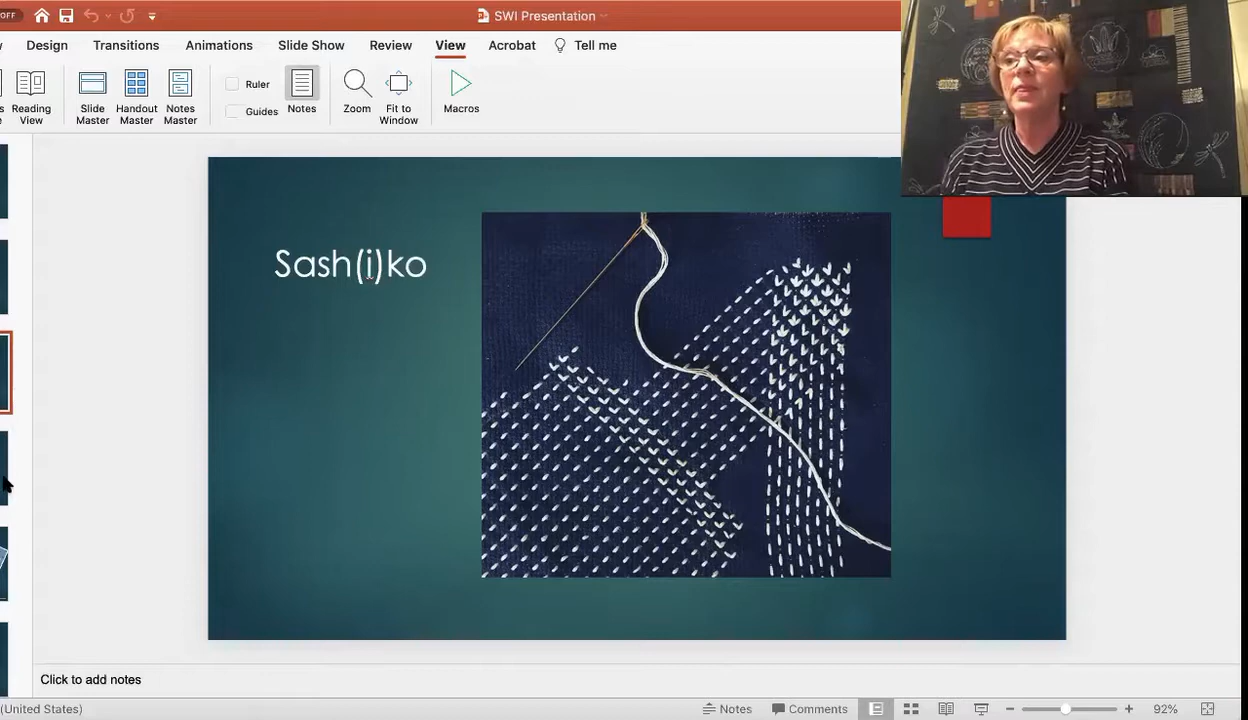 OFF
SWI Presentation
Design Transitions Animations Slide Show Review View Acrobat Tell me
Reading View
Slide Master
Handout Master
Notes Master
Ruler
Guides
Notes
Zoom
Fit to Window
Macros
Sash(i)ko
Click to add notes
(United States)
Notes
Comments
92%